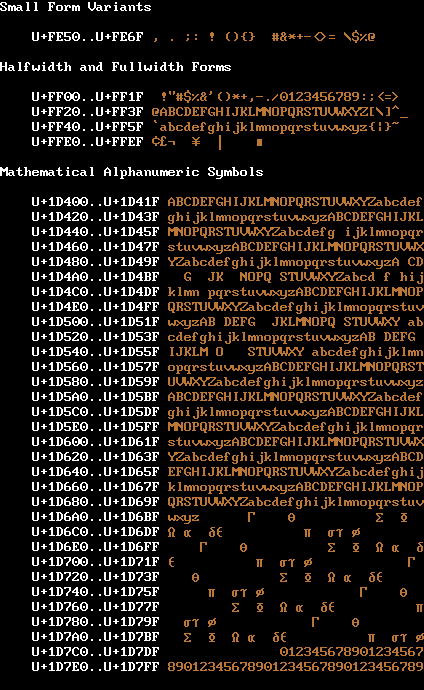 Small Form Variants
U+FE50..U+FE6F , . ;: ! (){}  #&*+-<>= \$%@
Halfwidth and Fullwidth Forms
U+FF00..U+FF1F  !"#$%&'()*+,-./0123456789:;<=>
U+FF20..U+FF3F @ABCDEFGHIJKLMNOPQRSTUVWXYZ[\]^_
U+FF40..U+FF5F `abcdefghijklmnopqrstuvwxyz{|}~
U+FFE0..U+FFEF ¢£¬  ¥  │    ■
Mathematical Alphanumeric Symbols
U+1D400..U+1D41F ABCDEFGHIJKLMNOPQRSTUVWXYZabcdef
U+1D420..U+1D43F ghijklmnopqrstuvwxyzABCDEFGHIJKL
U+1D440..U+1D45F MNOPQRSTUVWXYZabcdefg ijklmnopqr
U+1D460..U+1D47F stuvwxyzABCDEFGHIJKLMNOPQRSTUVWX
U+1D480..U+1D49F YZabcdefghijklmnopqrstuvwxyzA CD
U+1D4A0..U+1D4BF   G  JK  NOPQ STUVWXYZabcd f hij
U+1D4C0..U+1D4DF klmn pqrstuvwxyzABCDEFGHIJKLMNOP
U+1D4E0..U+1D4FF QRSTUVWXYZabcdefghijklmnopqrstuv
U+1D500..U+1D51F wxyzAB DEFG  JKLMNOPQ STUVWXY ab
U+1D520..U+1D53F cdefghijklmnopqrstuvwxyzAB DEFG
U+1D540..U+1D55F IJKLM O   STUVWXY abcdefghijklmn
U+1D560..U+1D57F opqrstuvwxyzABCDEFGHIJKLMNOPQRST
U+1D580..U+1D59F UVWXYZabcdefghijklmnopqrstuvwxyz
U+1D5A0..U+1D5BF ABCDEFGHIJKLMNOPQRSTUVWXYZabcdef
U+1D5C0..U+1D5DF ghijklmnopqrstuvwxyzABCDEFGHIJKL
U+1D5E0..U+1D5FF MNOPQRSTUVWXYZabcdefghijklmnopqr
U+1D600..U+1D61F stuvwxyzABCDEFGHIJKLMNOPQRSTUVWX
U+1D620..U+1D63F YZabcdefghijklmnopqrstuvwxyzABCD
U+1D640..U+1D65F EFGHIJKLMNOPQRSTUVWXYZabcdefghij
U+1D660..U+1D67F klmnopqrstuvwxyzABCDEFGHIJKLMNOP
U+1D680..U+1D69F QRSTUVWXYZabcdefghijklmnopqrstuv
U+1D6A0..U+1D6BF wxyz      Γ    Θ          Σ  Φ
U+1D6C0..U+1D6DF Ω α  δε          π  στ φ
U+1D6E0..U+1D6FF     Γ    Θ          Σ  Φ  Ω α  δε
U+1D700..U+1D71F ε          π  στ φ              Γ
U+1D720..U+1D73F    Θ          Σ  Φ  Ω α  δε
U+1D740..U+1D75F      π  στ φ            Γ    Θ
U+1D760..U+1D77F         Σ  Φ  Ω α  δε          π
U+1D780..U+1D79F   στ φ            Γ    Θ
U+1D7A0..U+1D7BF   Σ  Φ  Ω α  δε          π  στ
U+1D7C0..U+1D7DF               012345678901234567
U+1D7E0..U+1D7FF 89012345678901234567890123456789